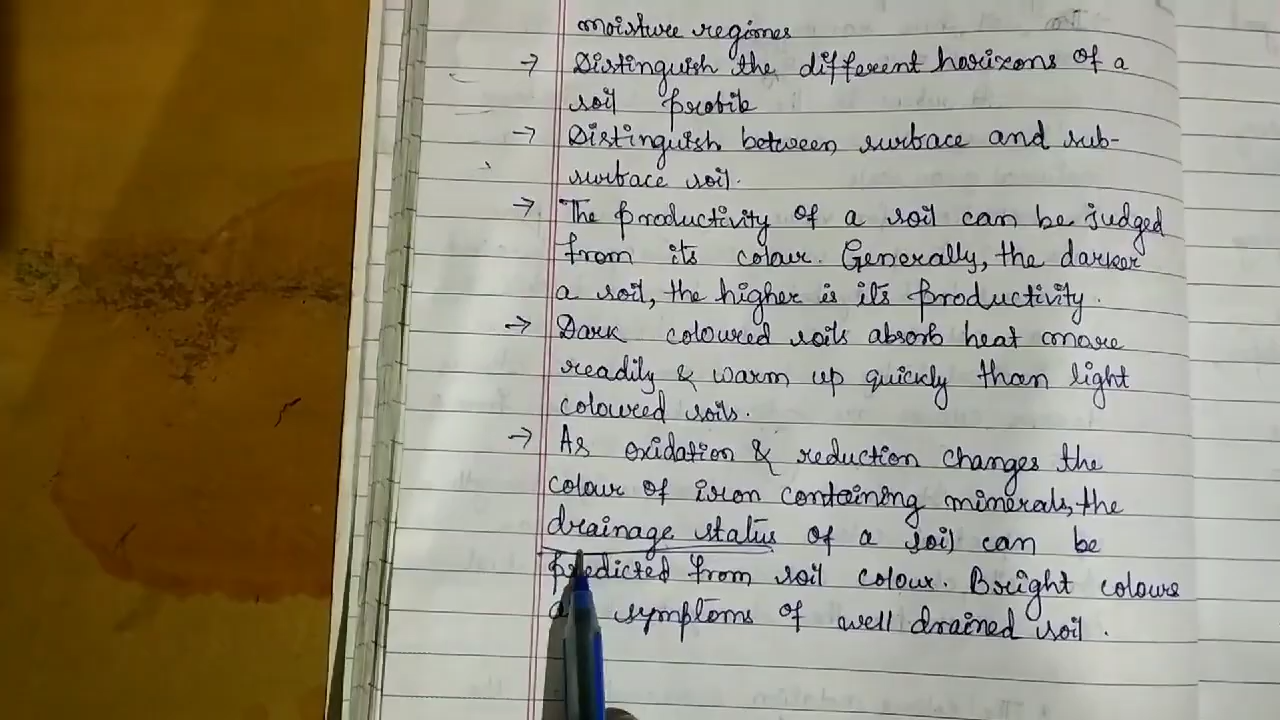 moisture regimes
→ Distinguish the different horizons of a
soil profile
→ Distinguish between surface and sub-
surface soil.
→ The productivity of a soil can be judged
from its colour. Generally, the darker
a soil, the higher is its productivity.
→ Dark coloured soils absorb heat more
readily & warm up quickly than light
coloured soils.
→ As oxidation & reduction changes the
colour of iron containing minerals, the
drainage status of a soil can be
predicted from soil colour. Bright colours
symptoms of well drained soil.